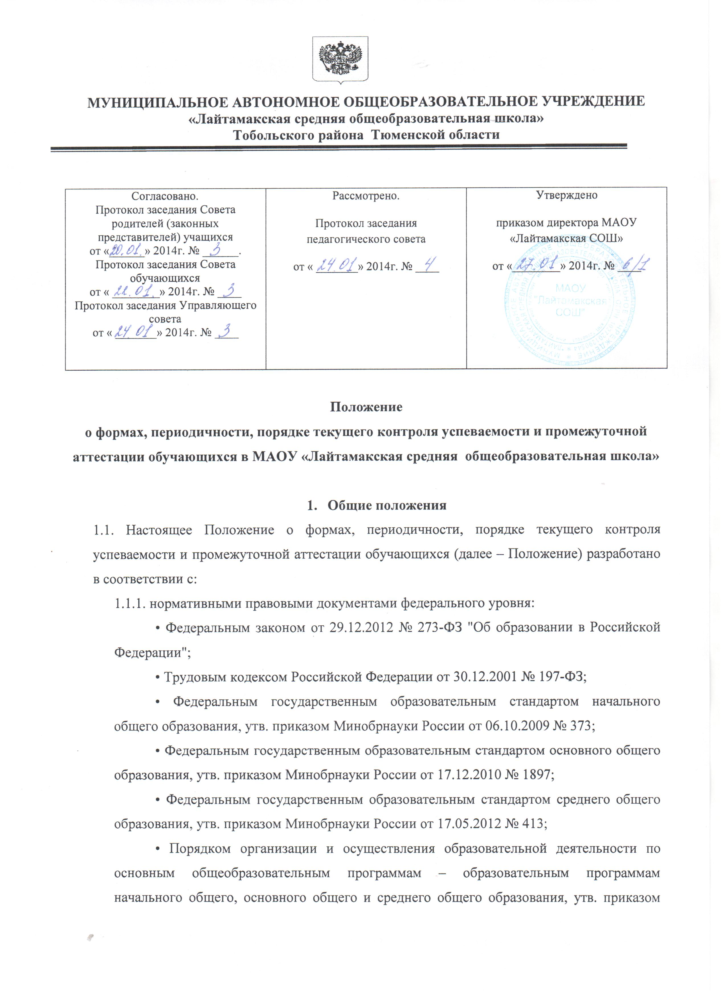 МУНИЦИПАЛЬНОЕ АВТОНОМНОЕ ОБЩЕОБРАЗОВАТЕЛЬНОЕ УЧРЕЖДЕНИЕ
«Лайтамакская средняя общеобразовательная школа»
Тобольского района Тюменской области
Согласовано.
Протокол заседания Совета
родителей (законных
представителей) учащихся
от «20.01.» 2014г. № 3.
Протокол заседания Совета
обучающихся
от «22.01.» 2014г. № 3
Протокол заседания Управляющего
совета
от «24.01» 2014г. № 3
Рассмотрено.
Протокол заседания
педагогического совета
от «24.01» 2014г. № 4
Утверждено
приказом директора МАОУ
«Лайтамакская СОШ»
от «27.01» 2014г. № 6/1
МАОУ
"Лайтамакская
СОШ"
Положение
о формах, периодичности, порядке текущего контроля успеваемости и промежуточной
аттестации обучающихся в МАОУ «Лайтамакская средняя общеобразовательная школа»
1. Общие положения
1.1. Настоящее Положение о формах, периодичности, порядке текущего контроля
успеваемости и промежуточной аттестации обучающихся (далее – Положение) разработано
в соответствии с:
1.1.1. нормативными правовыми документами федерального уровня:
• Федеральным законом от 29.12.2012 № 273-ФЗ "Об образовании в Российской
Федерации";
• Трудовым кодексом Российской Федерации от 30.12.2001 № 197-ФЗ;
• Федеральным государственным образовательным стандартом начального
общего образования, утв. приказом Минобрнауки России от 06.10.2009 № 373;
• Федеральным государственным образовательным стандартом основного общего
образования, утв. приказом Минобрнауки России от 17.12.2010 № 1897;
• Федеральным государственным образовательным стандартом среднего общего
образования, утв. приказом Минобрнауки России от 17.05.2012 № 413;
• Порядком организации и осуществления образовательной деятельности по
основным общеобразовательным программам – образовательным программам
начального общего, основного общего и среднего общего образования, утв. приказом